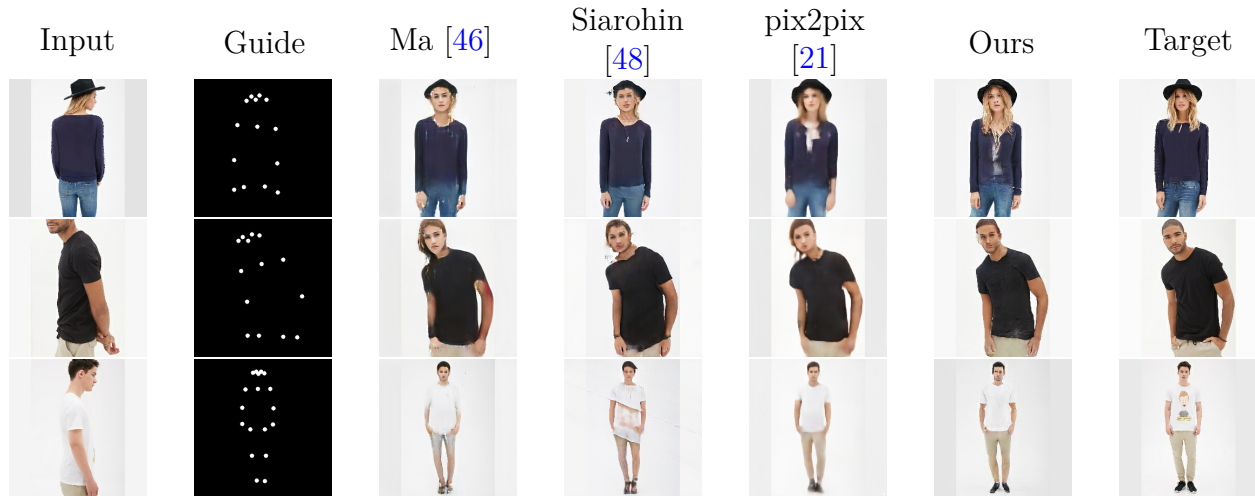 Input
Guide
Ma [46]
Siarohin
[48]
pix2pix
[21]
Ours
Target